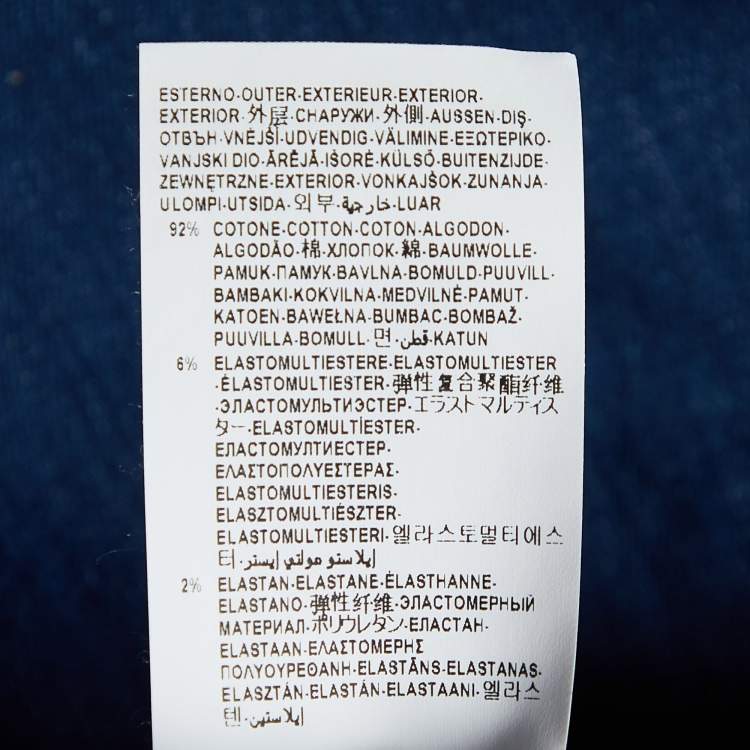 ESTERNO-OUTER-EXTERIEUR-EXTERIOR-
EXTERIOR-外层-СНАРУЖИ-外側-AUSSEN-DIŞ-
ОТВЪН-VNĚJŠÍ-UDVENDIG-VÄLIMINE-ΕΞΩΤΕΡΙΚΟ-
VANJSKI DIO-ĀRĒJĀ-IŠORĖ-KÜLSŐ-BUITENZIJDE-
ZEWNĘTRZNE-EXTERIOR-VONKAJŠOK-ZUNANJA-
ULOMPI-UTSIDA-외부-خارجية-LUAR
92% COTONE-COTTON-COTON-ALGODON-
ALGODÃO-棉-ХЛОПОК-綿-BAUMWOLLE-
PAMUK-ПАМУК-BAVLNA-BOMULD-PUUVILL-
BAMBAKI-KOKVILNA-MEDVILNĖ-PAMUT-
KATOEN-BAWEŁNA-BUMBAC-BOMBAŽ-
PUUVILLA-BOMULL-면-قطن-KATUN
6% ELASTOMULTIESTERE-ELASTOMULTIESTER
-ÉLASTOMULTIESTER-弹性复合聚酯纤维
-ЭЛАСТОМУЛЬТИЭСТЕР-エラストマルティス
ター-ELASTOMULTİESTER-
ЕЛАСТОМУЛТИЕСТЕР-
ΕΛΑΣΤΟΠΟΛΥΕΣΤΕΡΑΣ-
ELASTOMULTIESTERIS-
ELASZTOMULTIÉSZTER-
ELASTOMULTIESTERI-엘라스토멀티에스
터-إيلاستو مولتي إيستر
2% ELASTAN-ELASTANE-ÉLASTHANNE-
ELASTANO-弹性纤维-ЭЛАСТОМЕРНЫЙ
МАТЕРИАЛ-ポリウレタン-ЕЛАСТАН-
ELASTAAN-ΕΛΑΣΤΟΜΕΡΗΣ
ΠΟΛΥΟΥΡΕΘΑΝΗ-ELASTĀNS-ELASTANAS-
ELASZTÁN-ELASTÁN-ELASTAANI-엘라스
텐-إيلاستين